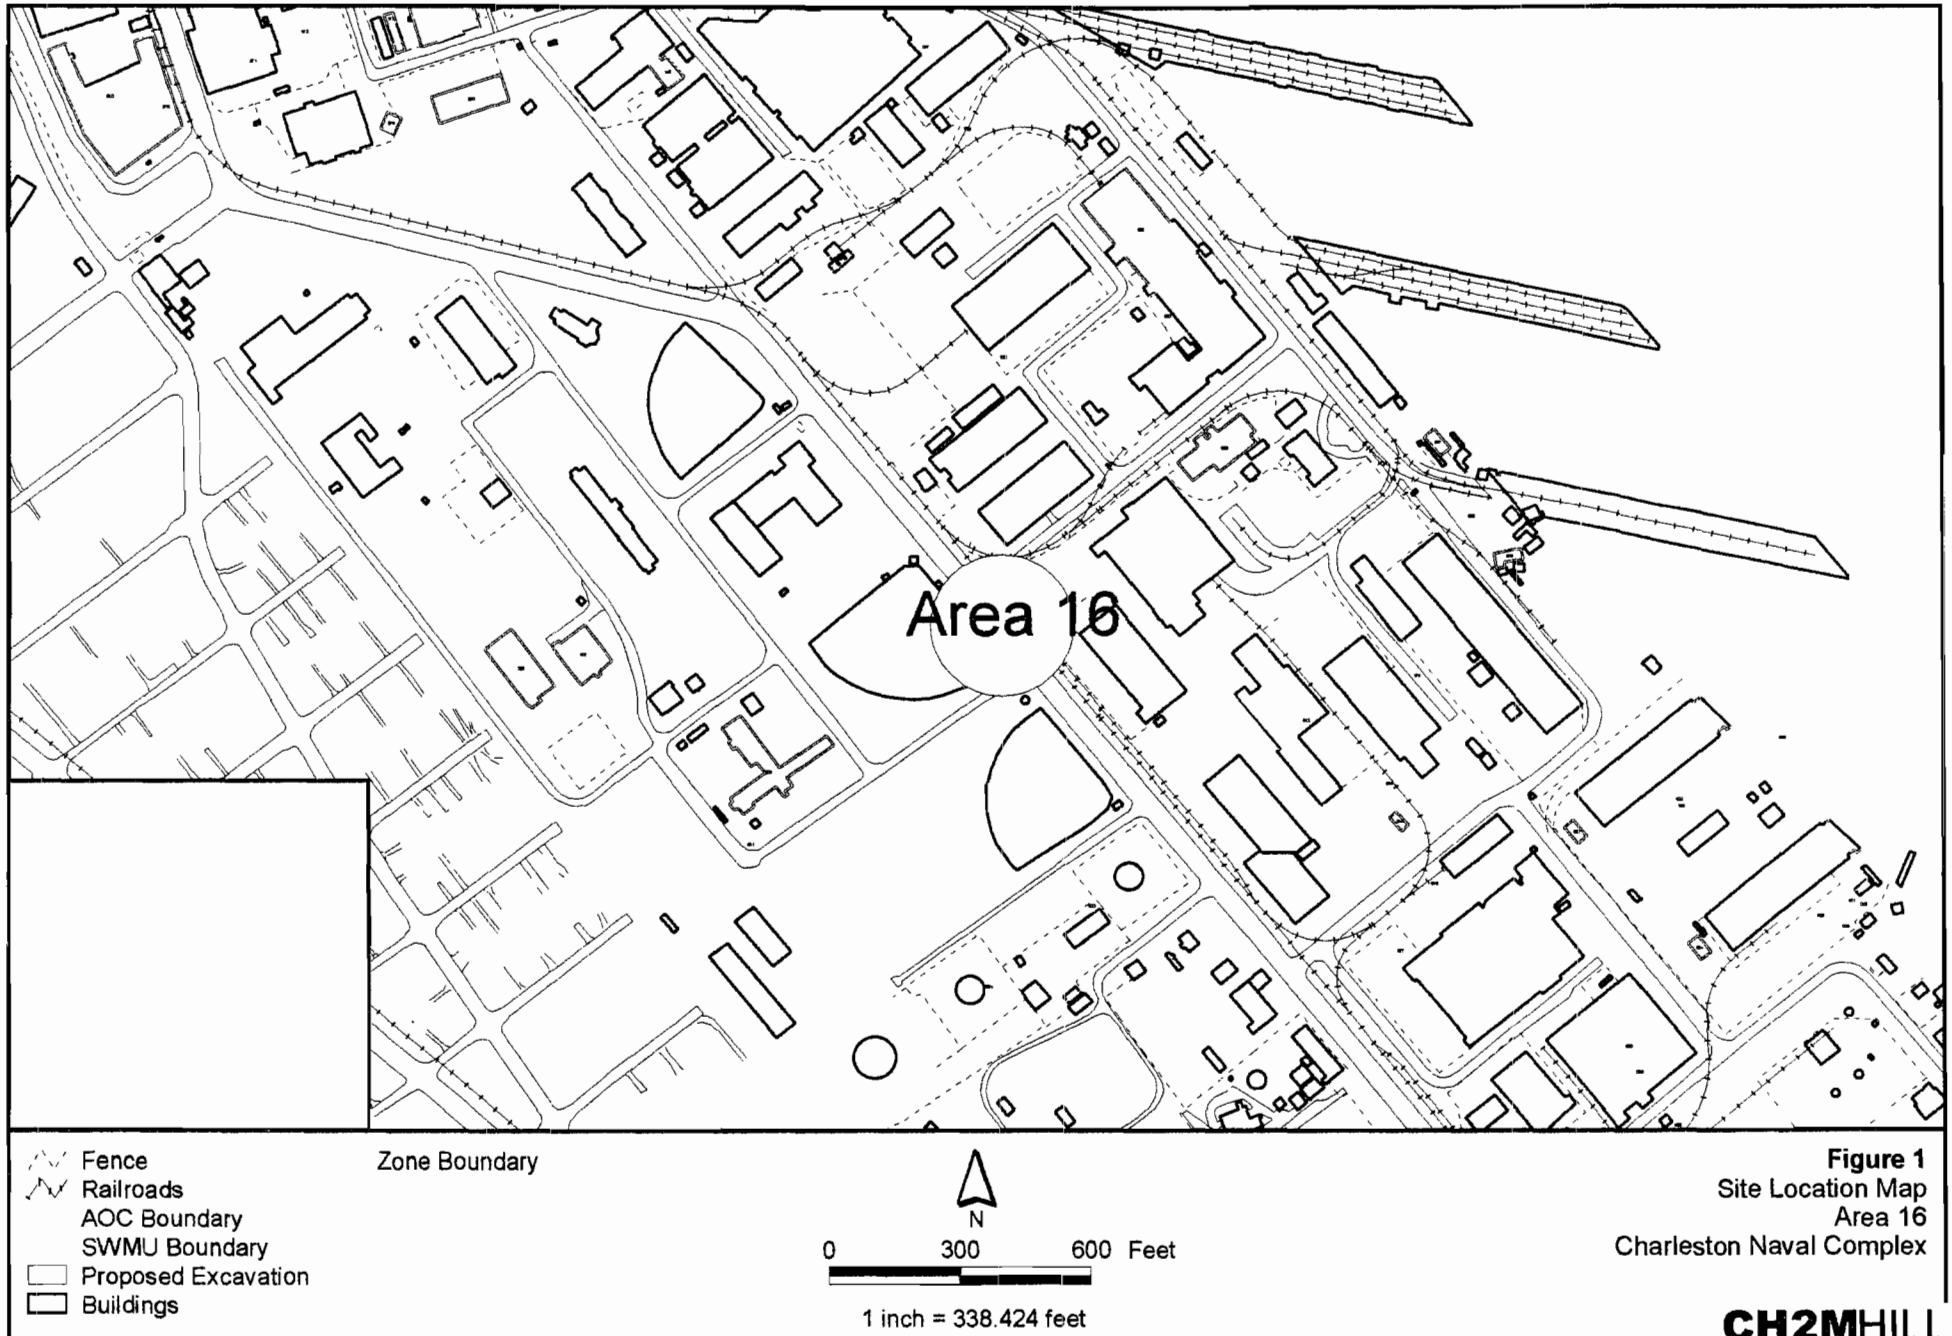 Area 16
Fence
Railroads
AOC Boundary
SWMU Boundary
Proposed Excavation
Buildings
Zone Boundary
N
0 300 600 Feet
1 inch = 338.424 feet
Figure 1
Site Location Map
Area 16
Charleston Naval Complex
CH2MHILL